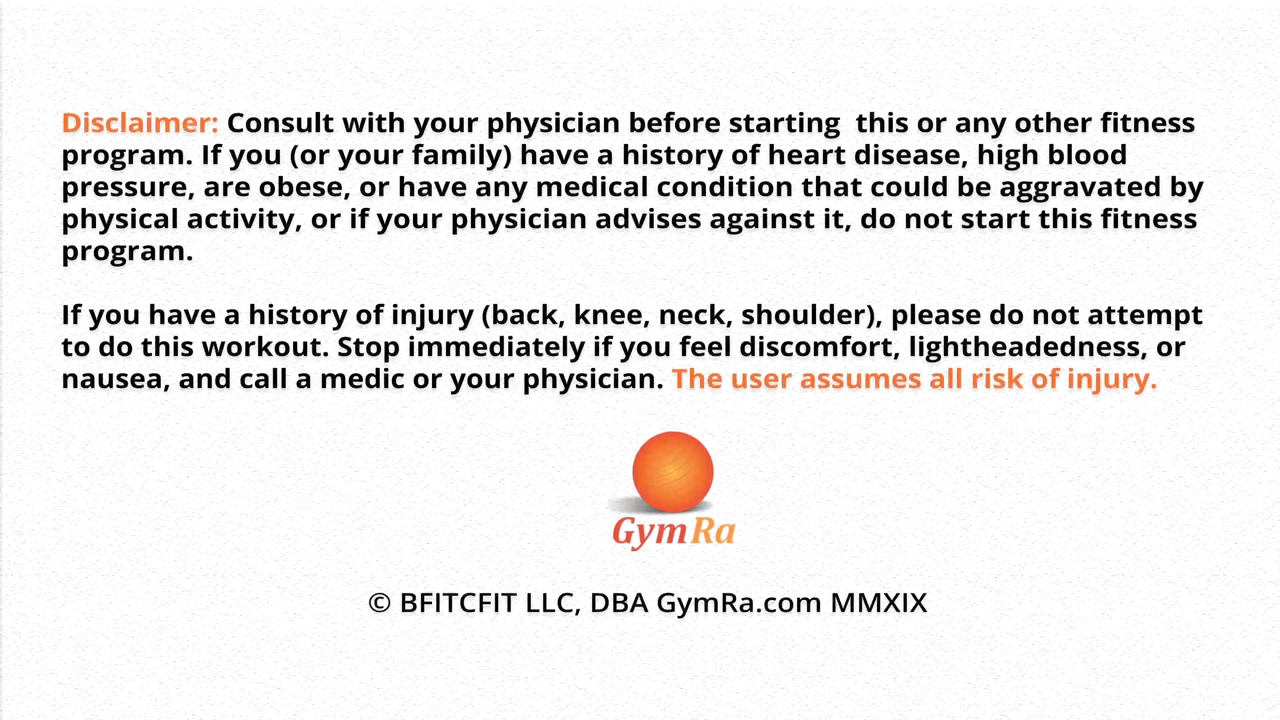 Disclaimer: Consult with your physician before starting  this or any other fitness
program. If you (or your family) have a history of heart disease, high blood
pressure, are obese, or have any medical condition that could be aggravated by
physical activity, or if your physician advises against it, do not start this fitness
program.
If you have a history of injury (back, knee, neck, shoulder), please do not attempt
to do this workout. Stop immediately if you feel discomfort, lightheadedness, or
nausea, and call a medic or your physician. The user assumes all risk of injury.
GymRa
© BFITCFIT LLC, DBA GymRa.com MMXIX